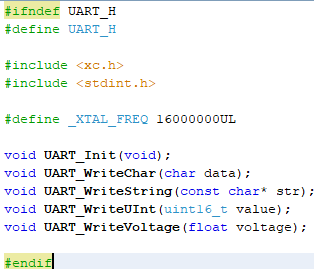 #ifndef UART_H
#define UART_H
#include <xc.h>
#include <stdint.h>
#define _XTAL_FREQ 16000000UL
void UART_Init(void);
void UART_WriteChar(char data);
void UART_WriteString(const char* str);
void UART_WriteUInt(uint16_t value);
void UART_WriteVoltage(float voltage);
#endif